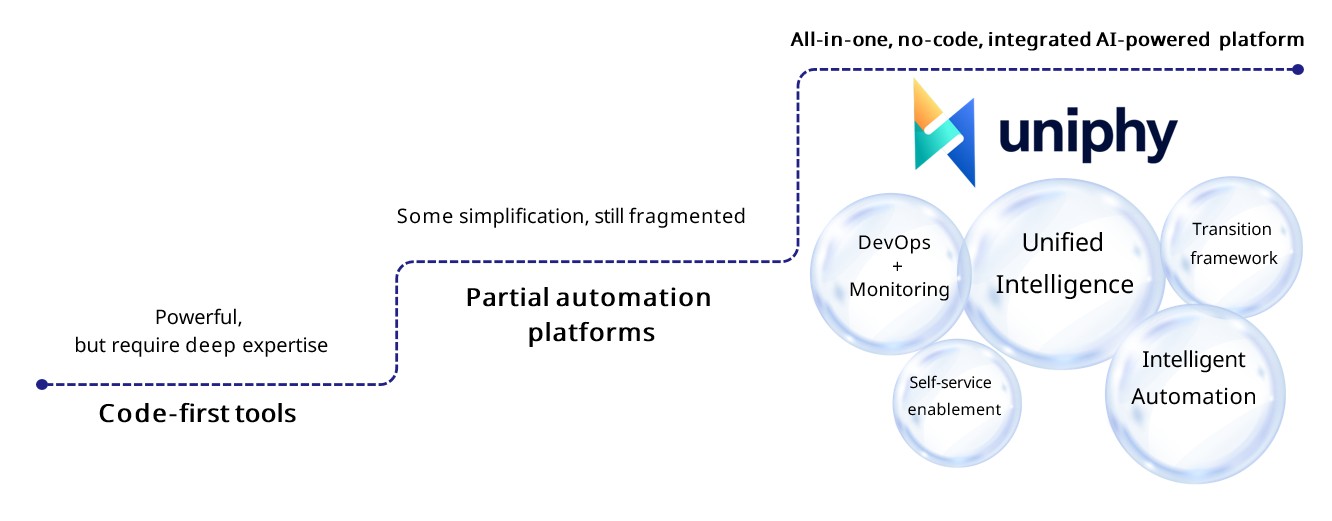 All-in-one, no-code, integrated AI-powered platform
uniphy
Some simplification, still fragmented
Partial automation
platforms
Powerful,
but require deep expertise
Code-first tools
DevOps
+
Monitoring
Unified
Intelligence
Transition
framework
Self-service
enablement
Intelligent
Automation